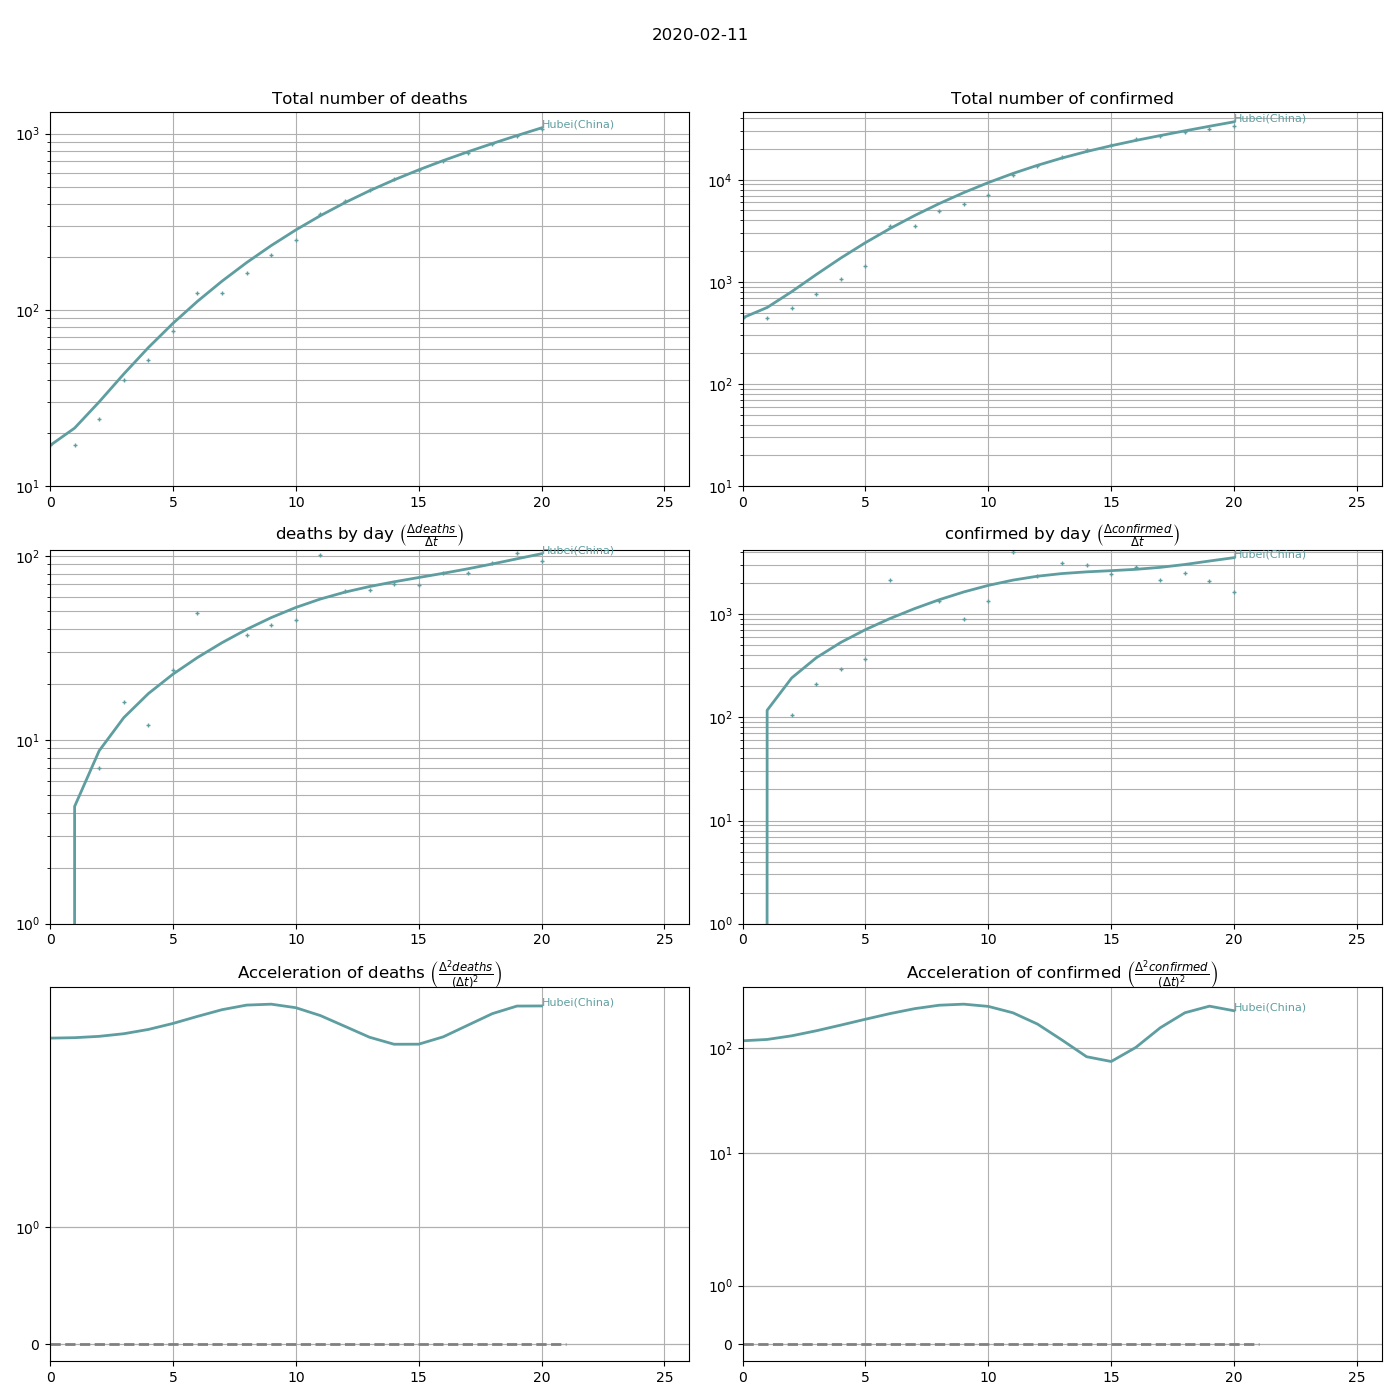 2020-02-11
Total number of deaths
10³
10²
10¹
0 5 10 15 20 25
Hubei(China)
Total number of confirmed
10⁴
10³
10²
10¹
0 5 10 15 20 25
Hubei(China)
deaths by day (Δdeaths/Δt)
10²
10¹
10⁰
0 5 10 15 20 25
Hubei(China)
confirmed by day (Δconfirmed/Δt)
10³
10²
10¹
10⁰
0 5 10 15 20 25
Hubei(China)
Acceleration of deaths (Δ²deaths/(Δt)²)
10⁰
0
0 5 10 15 20 25
Hubei(China)
Acceleration of confirmed (Δ²confirmed/(Δt)²)
10²
10¹
10⁰
0
0 5 10 15 20 25
Hubei(China)